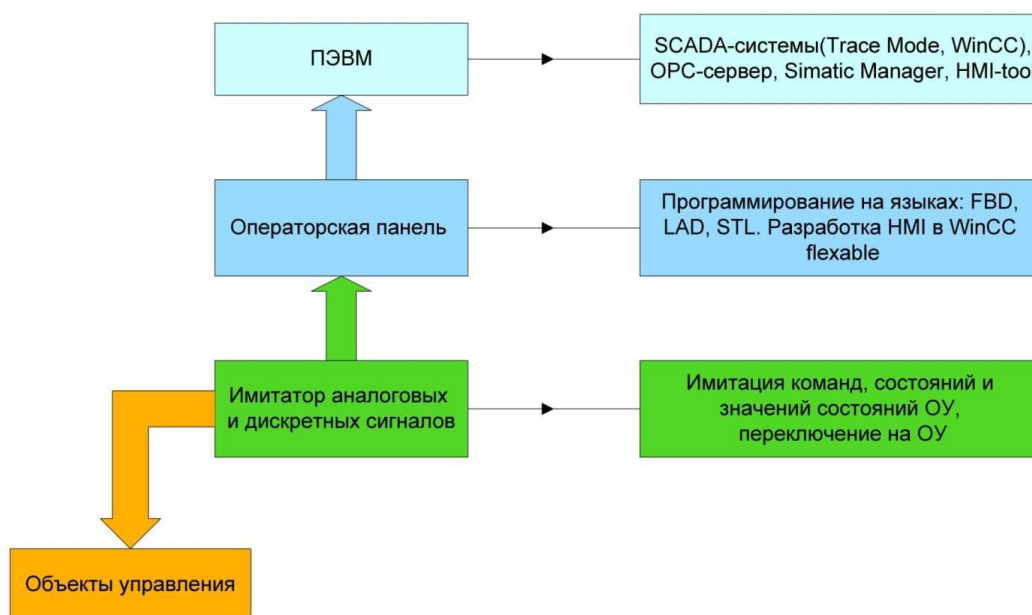 ПЭВМ
SCADA-системы(Trace Mode, WinCC),
OPC-сервер, Simatic Manager, HMI-tool
Операторская панель
Программирование на языках: FBD,
LAD, STL. Разработка HMI в WinCC
flexable
Имитатор аналоговых
и дискретных сигналов
Имитация команд, состояний и
значений состояний ОУ,
переключение на ОУ
Объекты управления